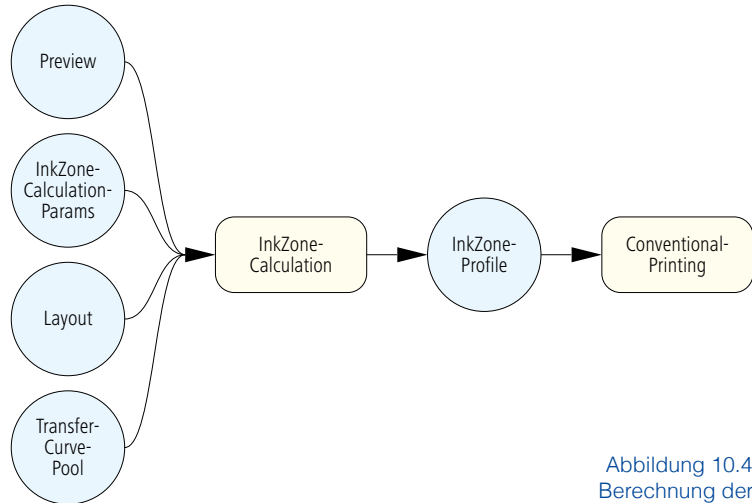 Preview
InkZone-
Calculation-
Params
Layout
Transfer-
Curve-
Pool
InkZone-
Calculation
InkZone-
Profile
Conventional-
Printing
Abbildung 10.4
Berechnung der